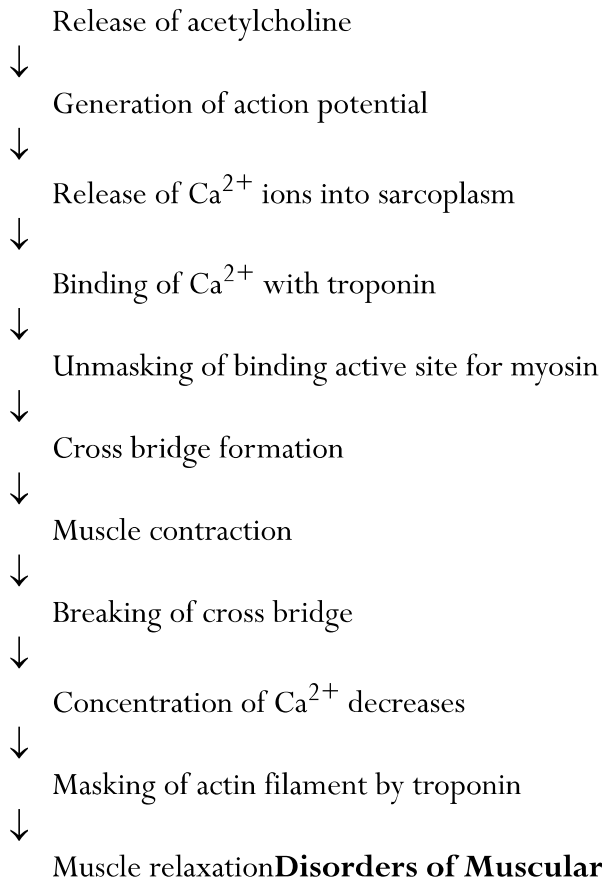 Release of acetylcholine
↓
Generation of action potential
↓
Release of Ca²⁺ ions into sarcoplasm
↓
Binding of Ca²⁺ with troponin
↓
Unmasking of binding active site for myosin
↓
Cross bridge formation
↓
Muscle contraction
↓
Breaking of cross bridge
↓
Concentration of Ca²⁺ decreases
↓
Masking of actin filament by troponin
↓
Muscle relaxationDisorders of Muscular